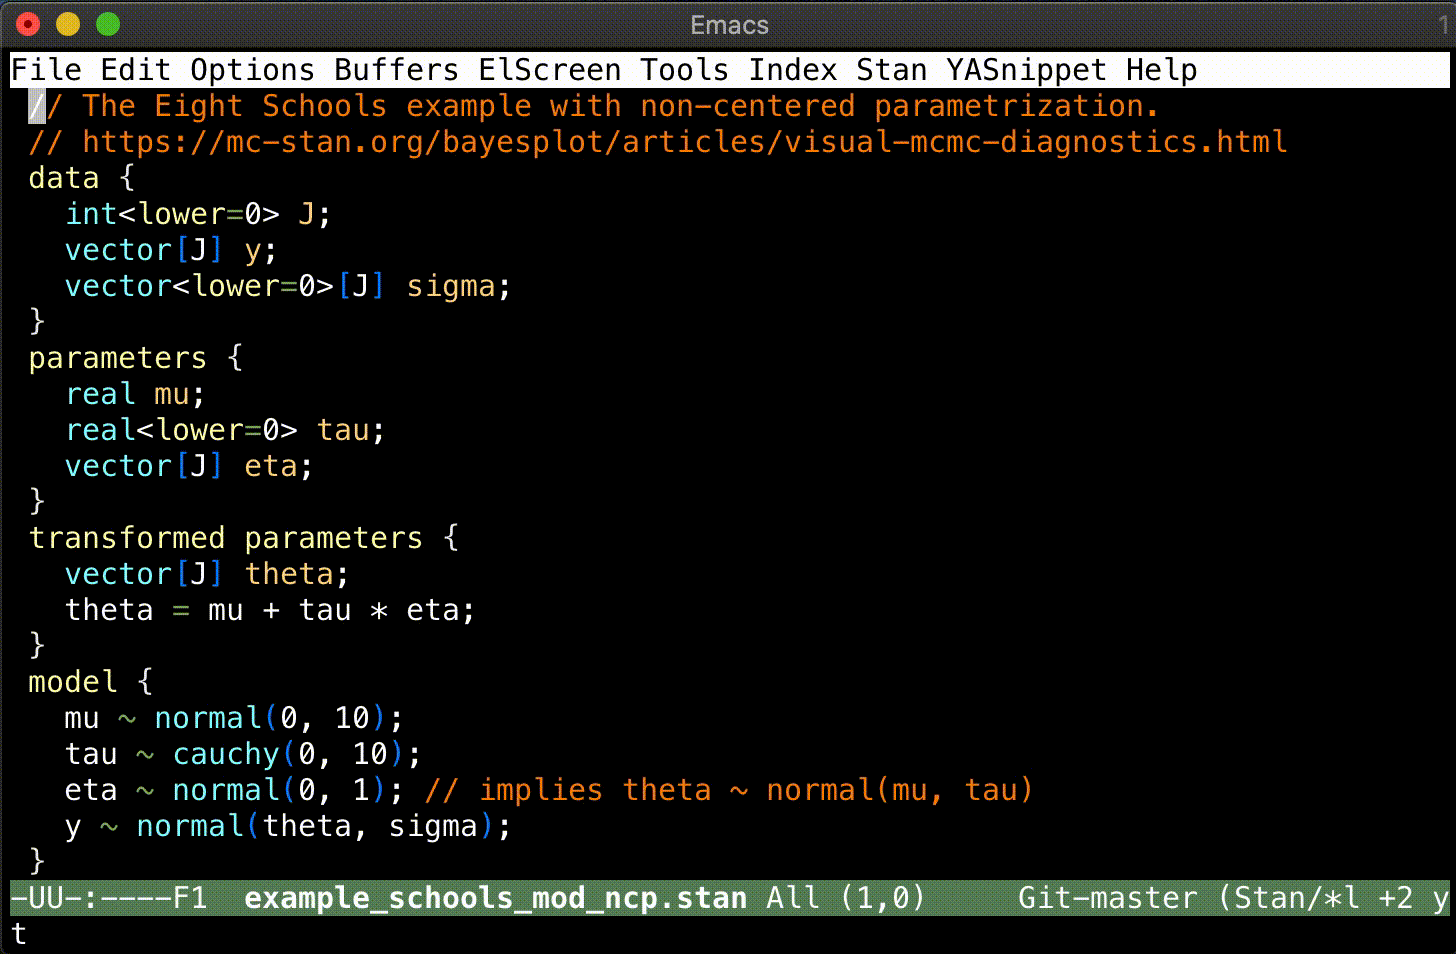 Emacs
1
File Edit Options Buffers ElScreen Tools Index Stan YASnippet Help
// The Eight Schools example with non-centered parametrization.
// https://mc-stan.org/bayesplot/articles/visual-mcmc-diagnostics.html
data {
  int<lower=0> J;
  vector[J] y;
  vector<lower=0>[J] sigma;
}
parameters {
  real mu;
  real<lower=0> tau;
  vector[J] eta;
}
transformed parameters {
  vector[J] theta;
  theta = mu + tau * eta;
}
model {
  mu ~ normal(0, 10);
  tau ~ cauchy(0, 10);
  eta ~ normal(0, 1); // implies theta ~ normal(mu, tau)
  y ~ normal(theta, sigma);
}
-UU-:----F1  example_schools_mod_ncp.stan All (1,0)     Git-master (Stan/*l +2 y
t